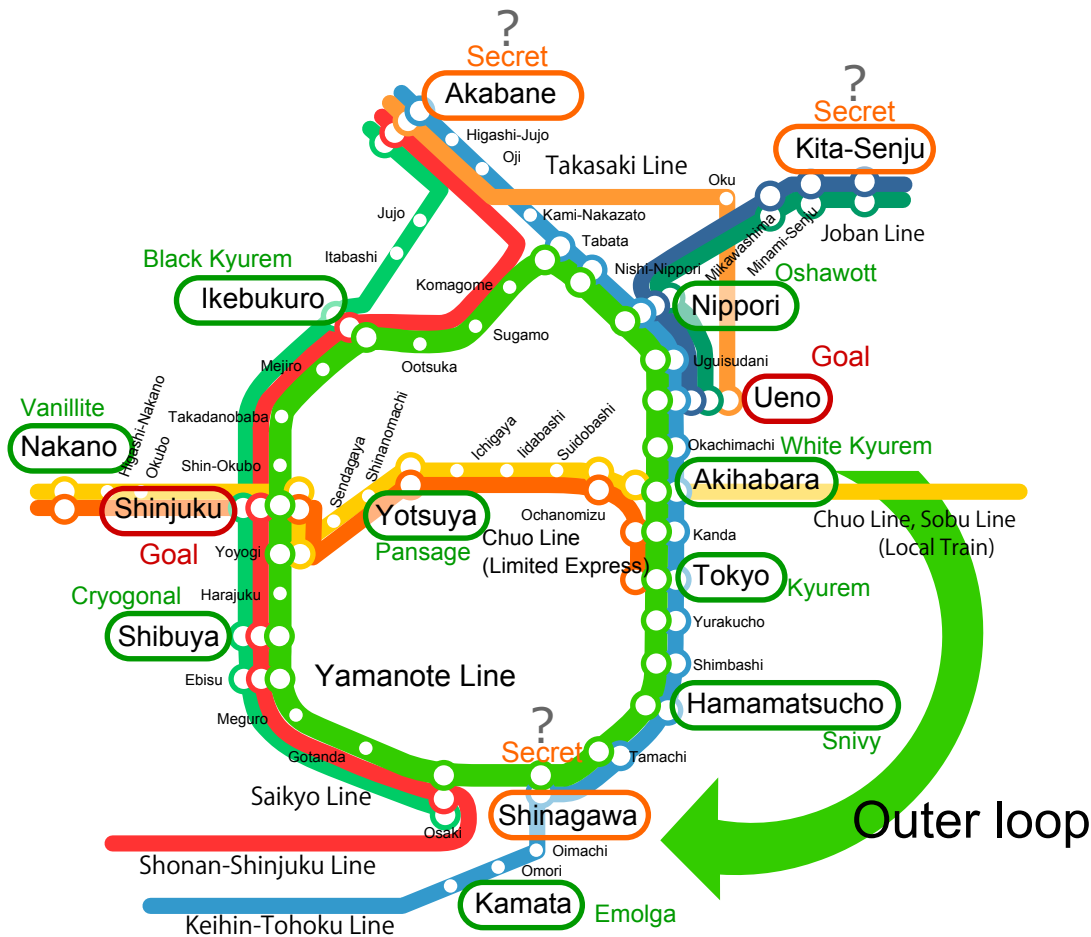 ?
Secret
Akabane
?
Secret
Kita-Senju
Higashi-Jujo
Oji
Takasaki Line
Oku
Jujo
Kami-Nakazato
Mikawashima
Minami-Senju
Joban Line
Tabata
Itabashi
Black Kyurem
Ikebukuro
Komagome
Nishi-Nippori
Oshawott
Nippori
Sugamo
Ootsuka
Mejiro
Uguisudani
Goal
Ueno
Vanillite
Nakano
Higashi-Nakano
Okubo
Takadanobaba
Shin-Okubo
Sendagaya
Shinanomachi
Ichigaya
Iidabashi
Suidobashi
Okachimachi
White Kyurem
Akihabara
Shinjuku
Goal
Yotsuya
Pansage
Ochanomizu
Chuo Line
(Limited Express)
Chuo Line, Sobu Line
(Local Train)
Yoyogi
Kanda
Cryogonal
Harajuku
Tokyo
Kyurem
Shibuya
Yurakucho
Ebisu
Yamanote Line
Shimbashi
Meguro
Hamamatsucho
Snivy
Gotanda
?
Secret
Tamachi
Saikyo Line
Shinagawa
Outer loop
Osaki
Shonan-Shinjuku Line
Oimachi
Omori
Kamata
Emolga
Keihin-Tohoku Line